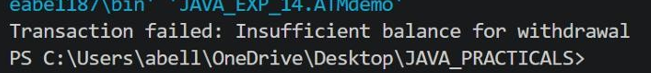 eabell87\bin' 'JAVA_EXP_14.ATMdemo'
Transaction failed: Insufficient balance for withdrawal
PS C:\Users\abell\OneDrive\Desktop\JAVA_PRACTICALS>